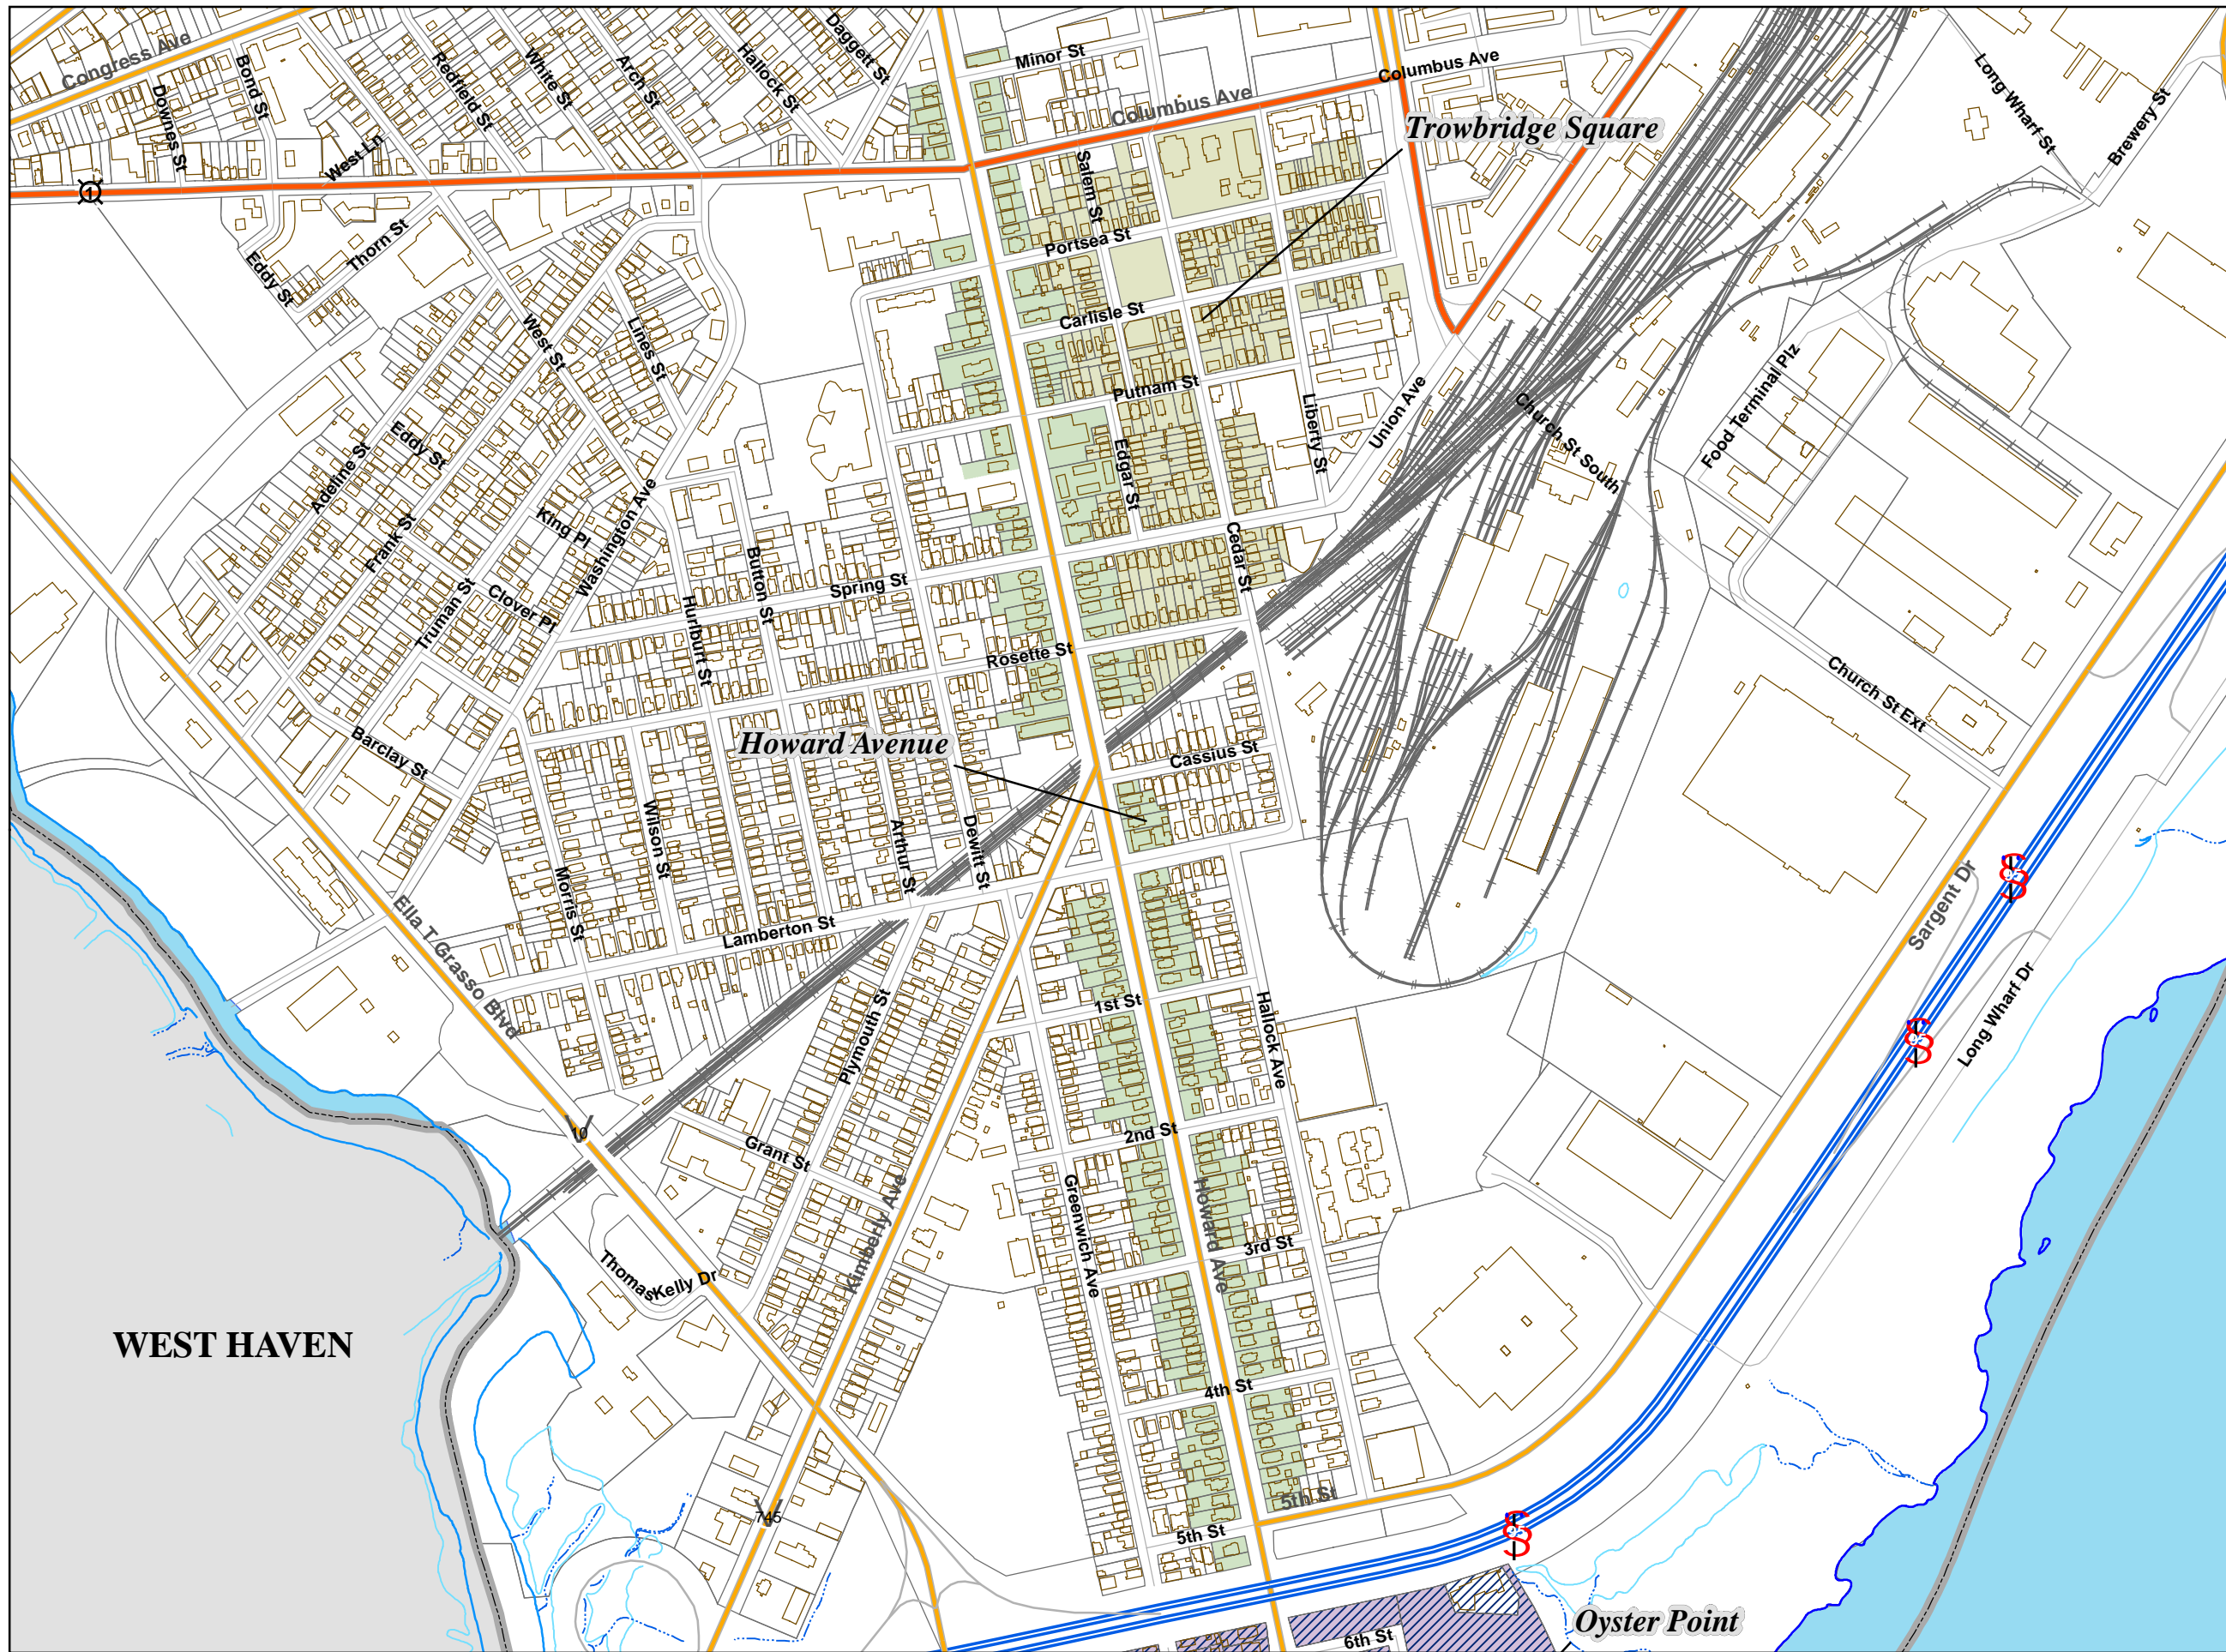 Congress Ave
Downes St
Bond St
Redfield St
White St
Arch St
Hallock St
Daggett St
Minor St
Columbus Ave
Columbus Ave
Long Wharf St
Brewery St
Trowbridge Square
West Ln
1
Thorn St
Eddy St
Salem St
Portsea St
Carlisle St
West St
Lines St
Putnam St
Liberty St
Union Ave
Church St South
Food Terminal Plz
Adeline St
Eddy St
Edgar St
Frank St
King Pl
Washington Ave
Button St
Spring St
Cedar St
Truman St
Clover Pl
Hurlburt St
Rosette St
Church St Ext
Barclay St
Howard Avenue
Cassius St
Wilson St
Arthur St
Dewitt St
Morris St
Ella T Grasso Blvd
Lamberton St
Sargent Dr
95
Plymouth St
1st St
Hallock Ave
Long Wharf Dr
95
10
Grant St
2nd St
Greenwich Ave
Howard Ave
Kimberly Ave
3rd St
Thomas Kelly Dr
WEST HAVEN
4th St
745
5th St
5th St
95
Oyster Point
6th St